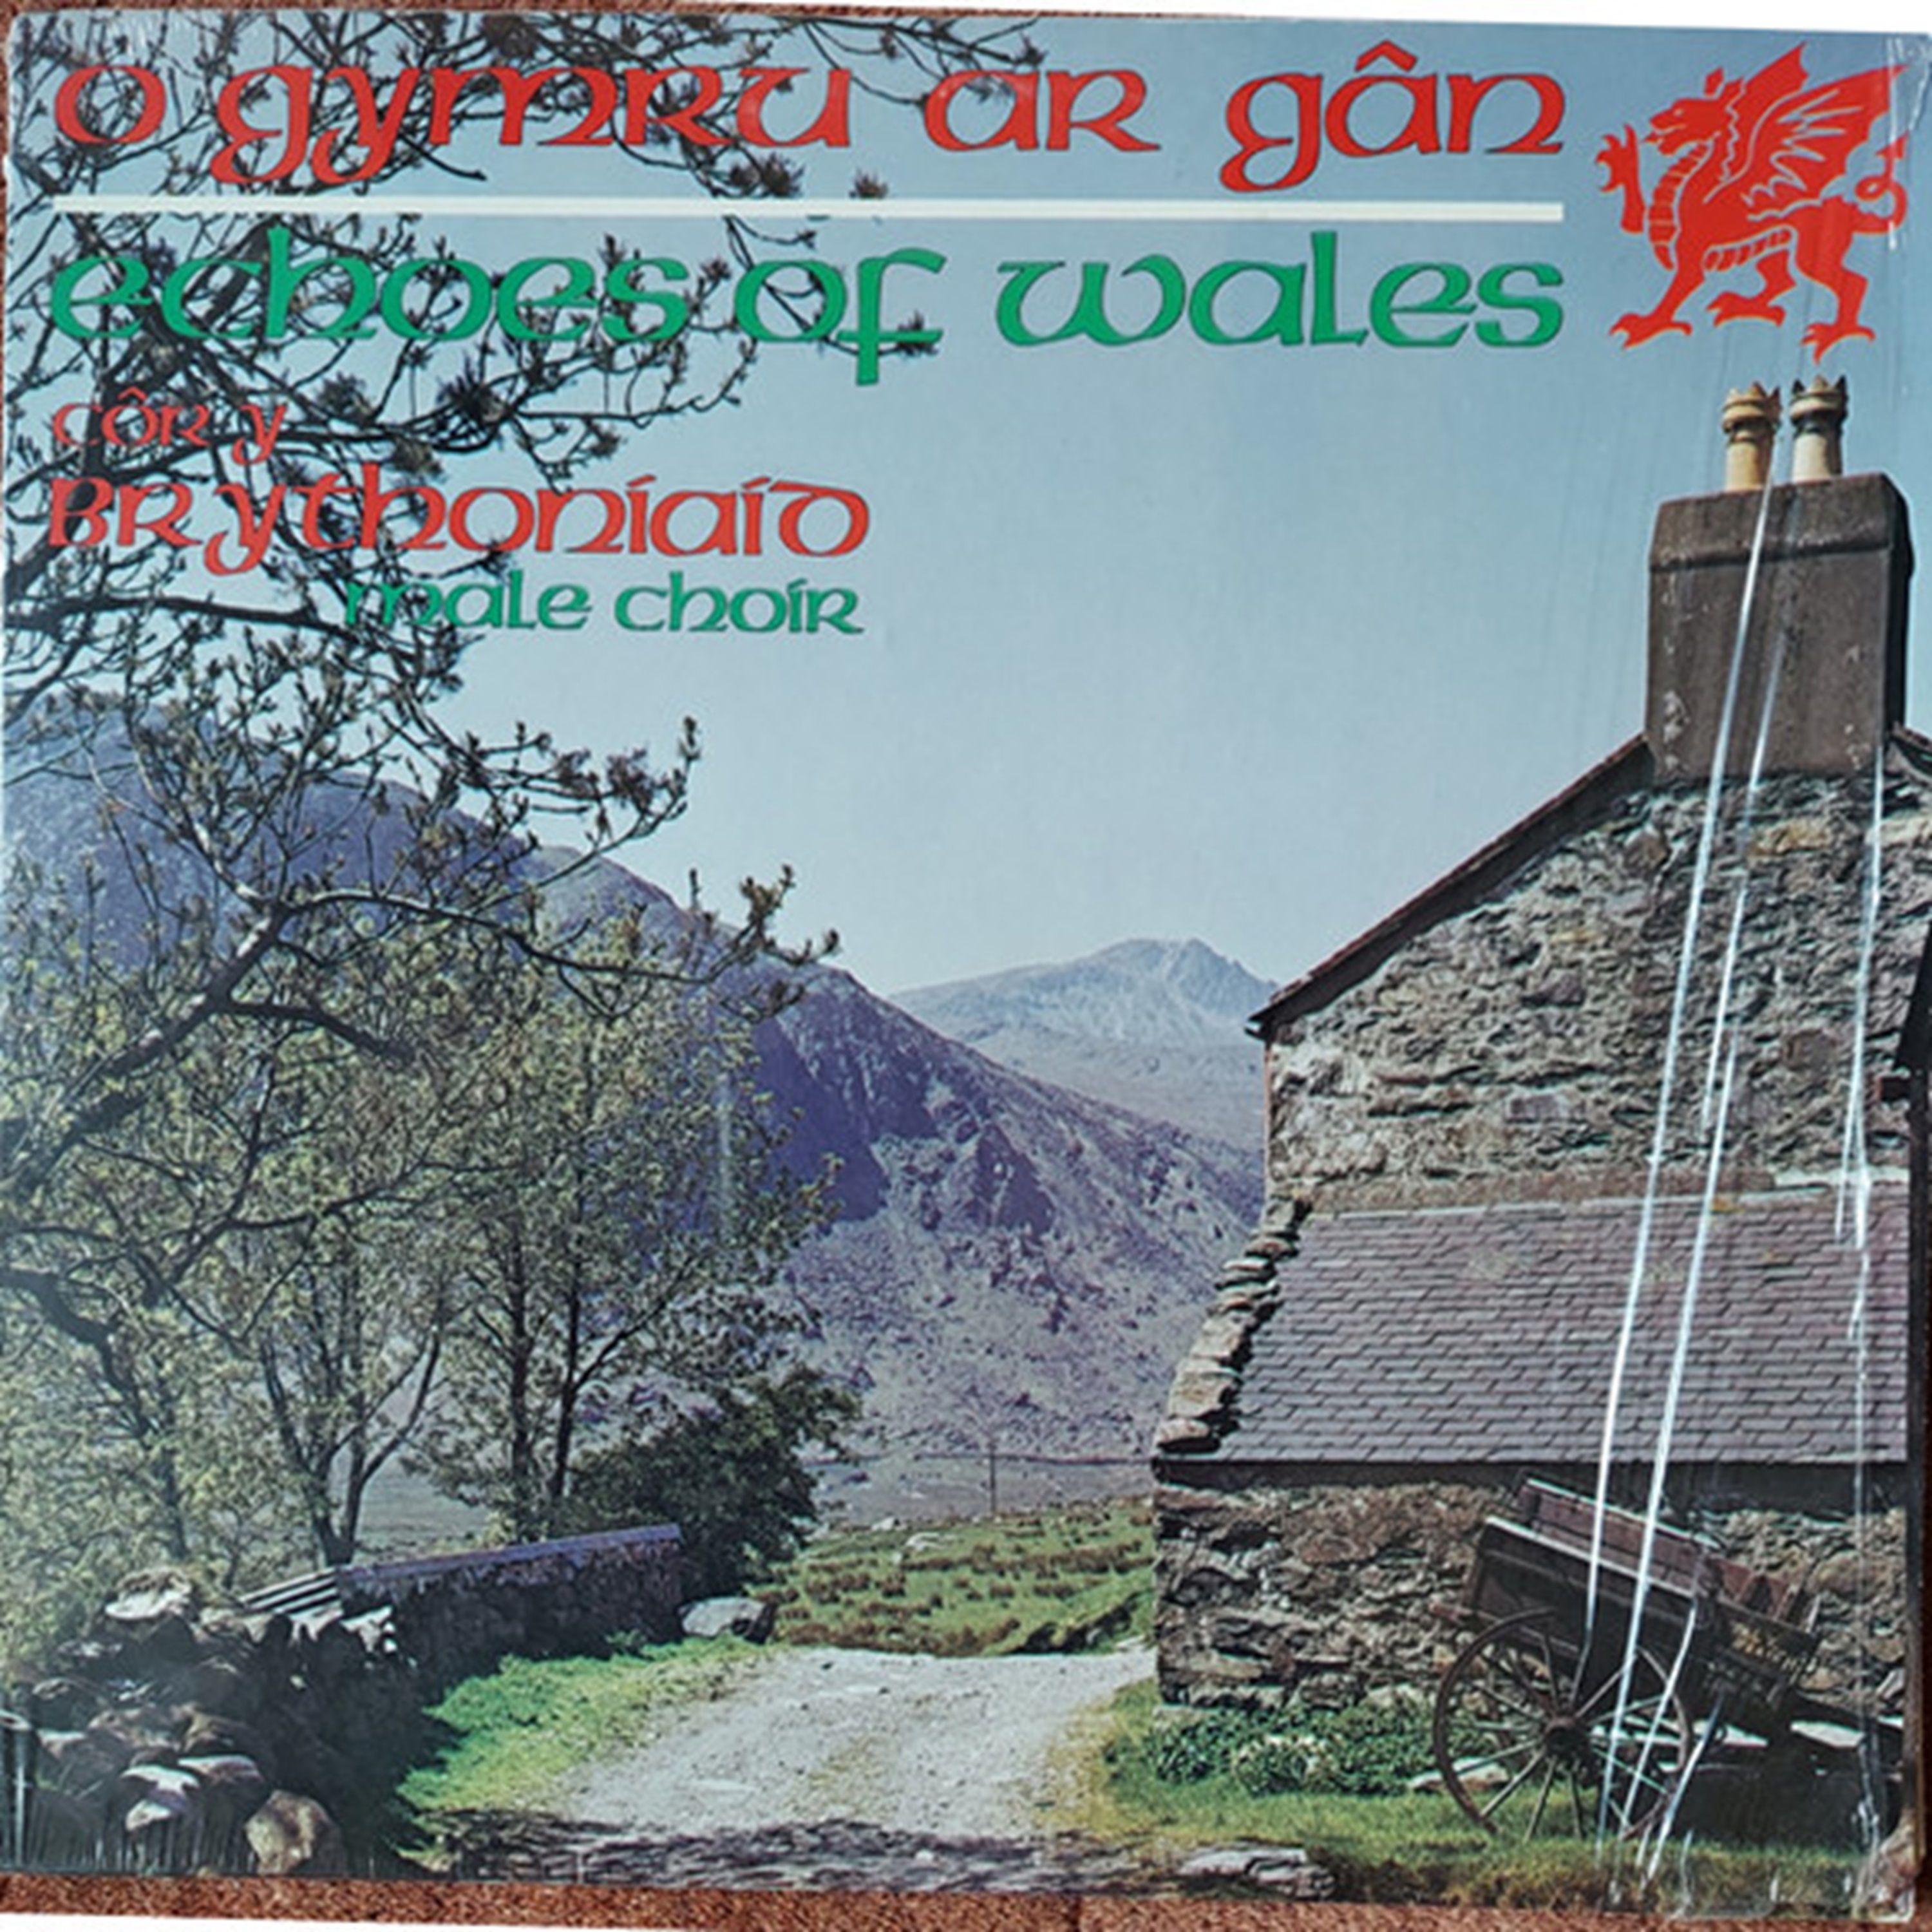 o gymru ar gân
echoes of wales
côr y
brythoniaid
male choir